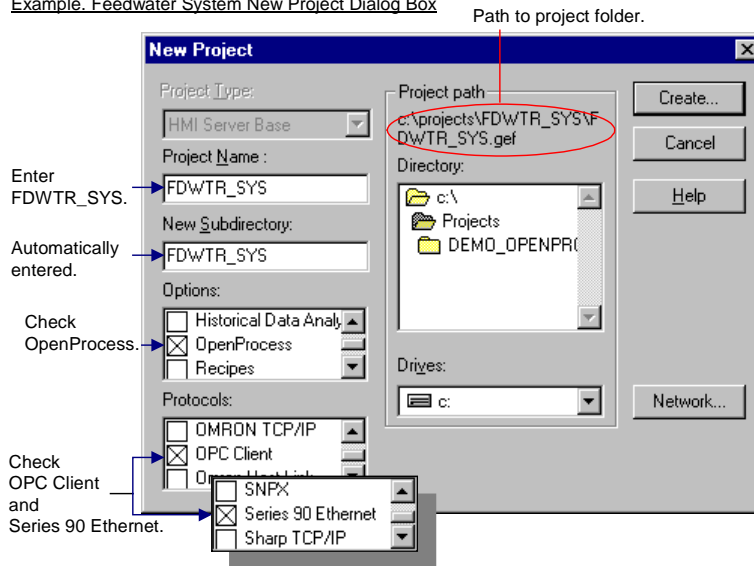 Example. Feedwater System New Project Dialog Box
Path to project folder.
New Project
Project Type:
HMI Server Base
Project Name :
Enter
FDWTR_SYS.
FDWTR_SYS
New Subdirectory:
Automatically
entered.
FDWTR_SYS
Options:
Check
OpenProcess.
Historical Data Analy
OpenProcess
Recipes
Protocols:
OMRON TCP/IP
OPC Client
Check
OPC Client
and
Series 90 Ethernet.
SNPX
Series 90 Ethernet
Sharp TCP/IP
Project path
c:\projects\FDWTR_SYS\F
DWTR_SYS.gef
Directory:
c:\
Projects
DEMO_OPENPR
Drives:
c:
Create...
Cancel
Help
Network...